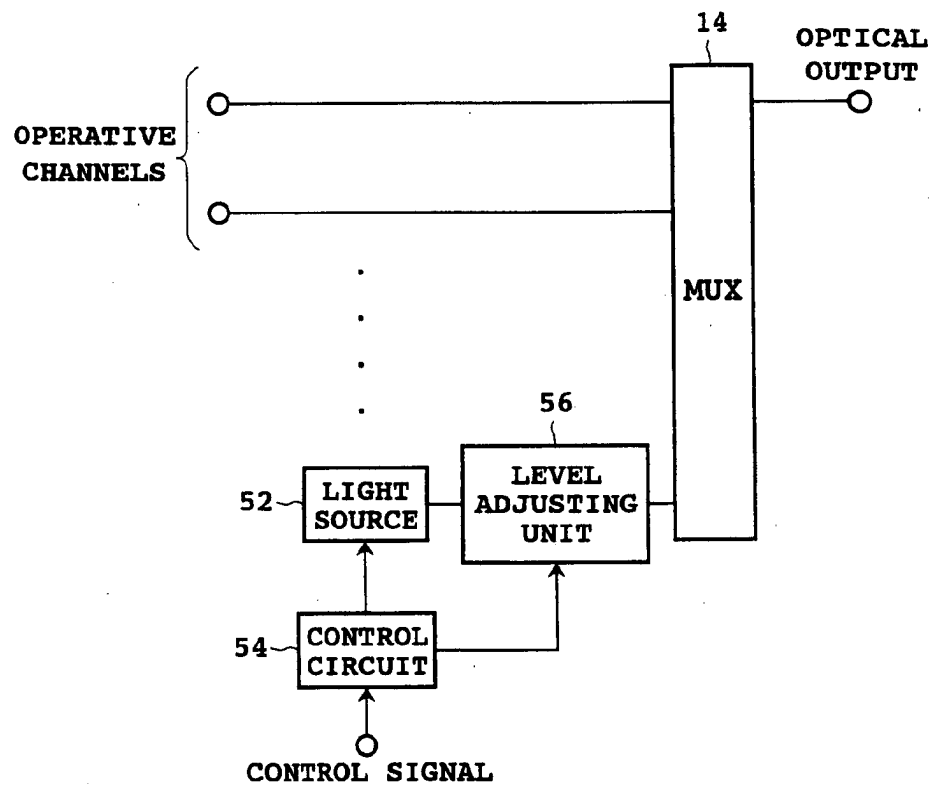 14
OPTICAL
OUTPUT
OPERATIVE
CHANNELS
MUX
56
52
LIGHT
SOURCE
LEVEL
ADJUSTING
UNIT
54
CONTROL
CIRCUIT
CONTROL SIGNAL